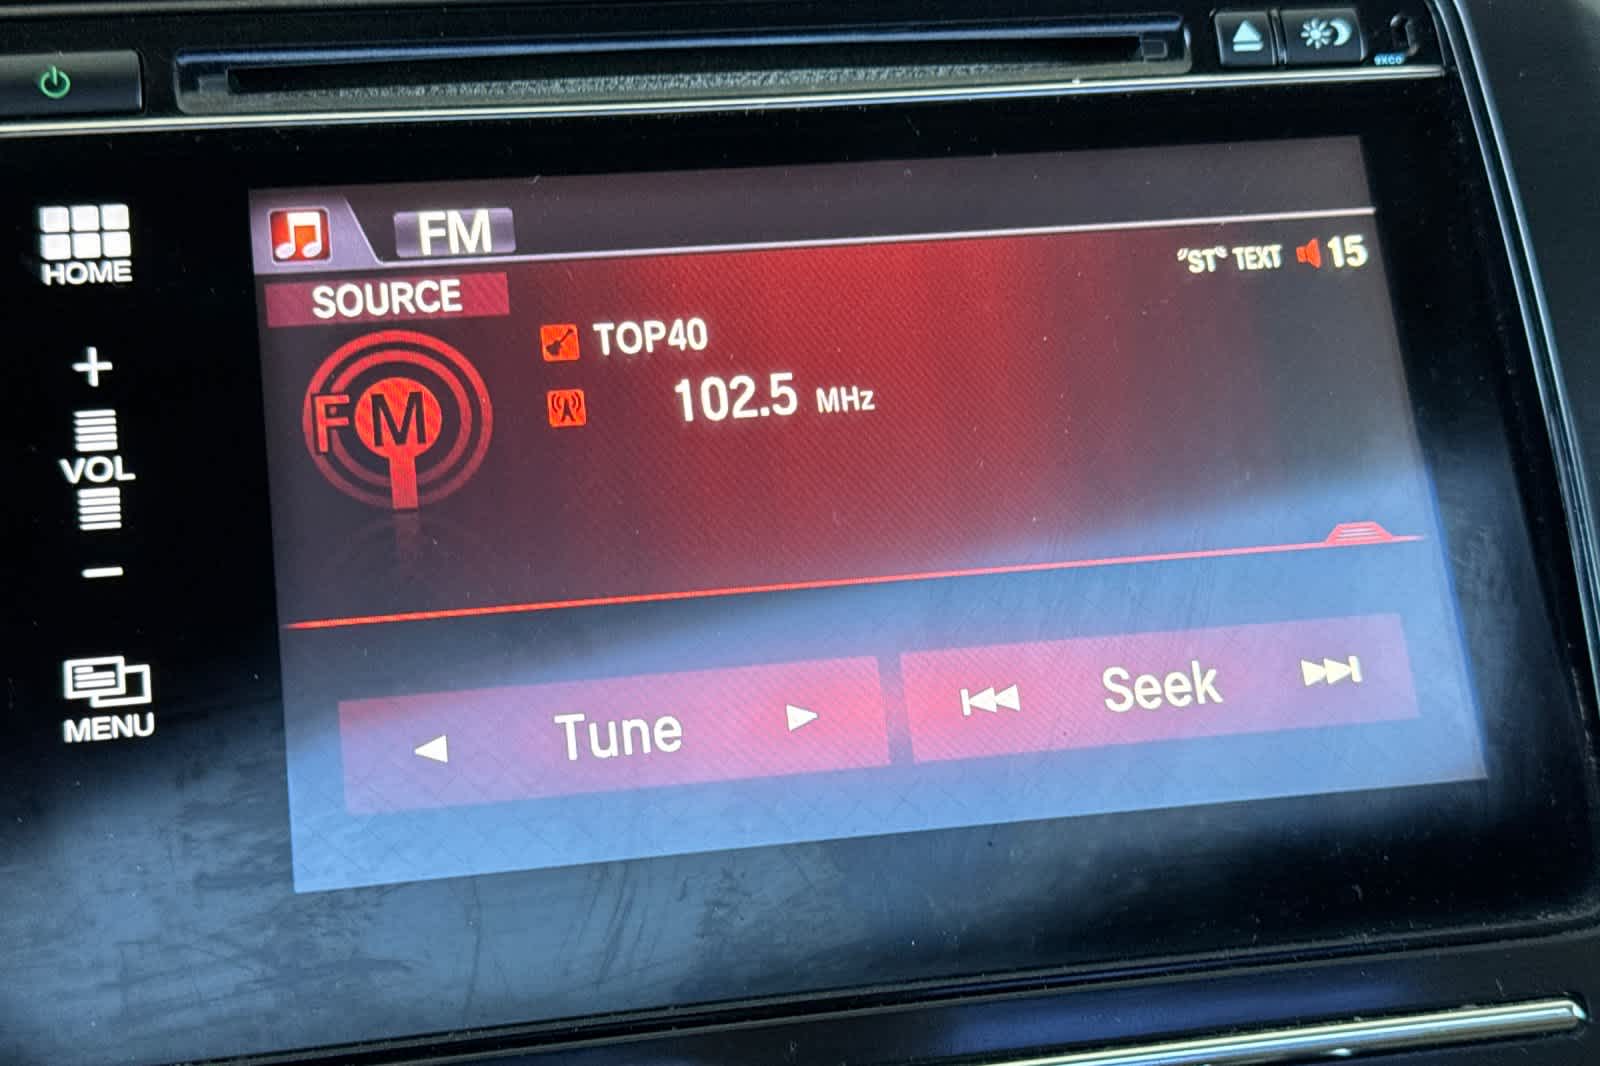 HOME
VOL
MENU
FM
"ST" TEXT 15
SOURCE
TOP40
FM
102.5 MHz
Tune
Seek